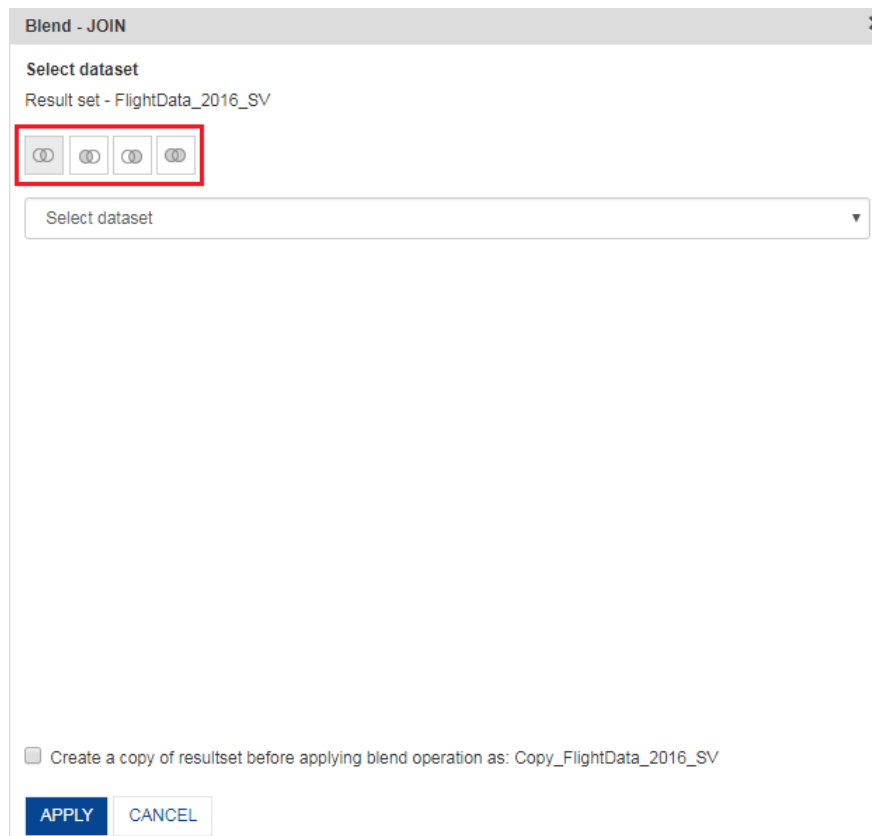 Blend - JOIN
Select dataset
Result set - FlightData_2016_SV
Select dataset
Create a copy of resultset before applying blend operation as: Copy_FlightData_2016_SV
APPLY CANCEL